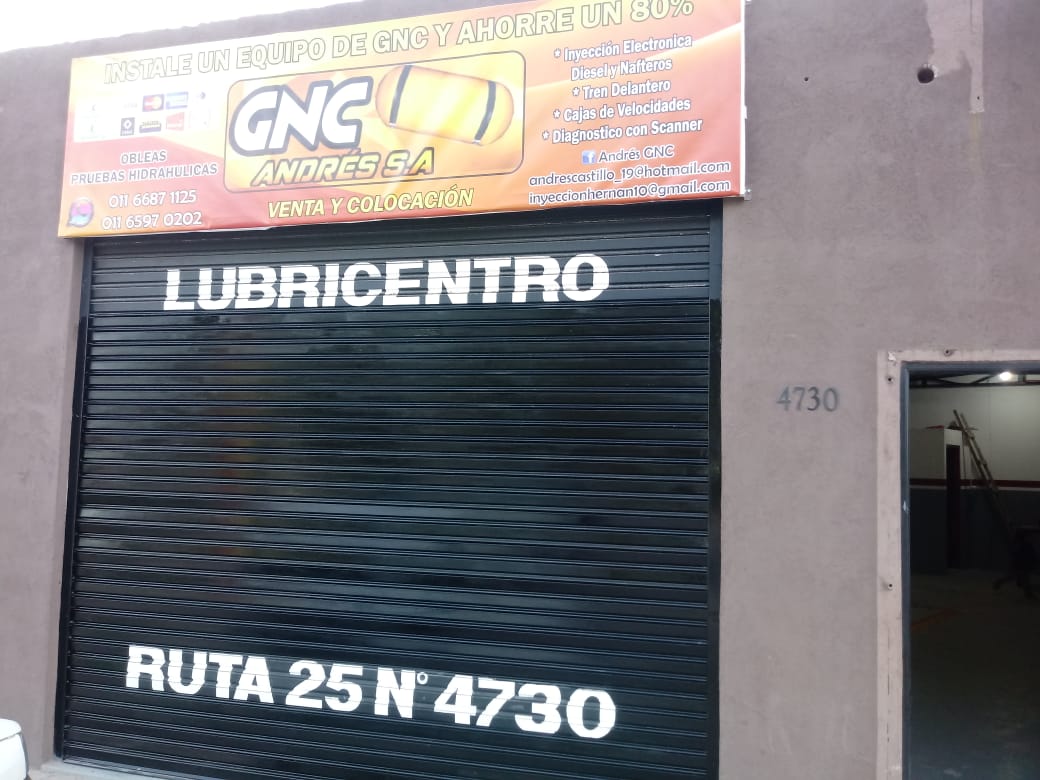 INSTALE UN EQUIPO DE GNC Y AHORRE UN 80%
GNC
ANDRÉS S.A
VENTA Y COLOCACIÓN
OBLEAS
PRUEBAS HIDRAHULICAS
011 6687 1125
011 6597 0202
* Inyección Electronica
Diesel y Nafteros
* Tren Delantero
* Cajas de Velocidades
* Diagnostico con Scanner
Andrés GNC
andrescastillo_19@hotmail.com
inyeccionhernan10@gmail.com
LUBRICENTRO
4730
RUTA 25 N° 4730